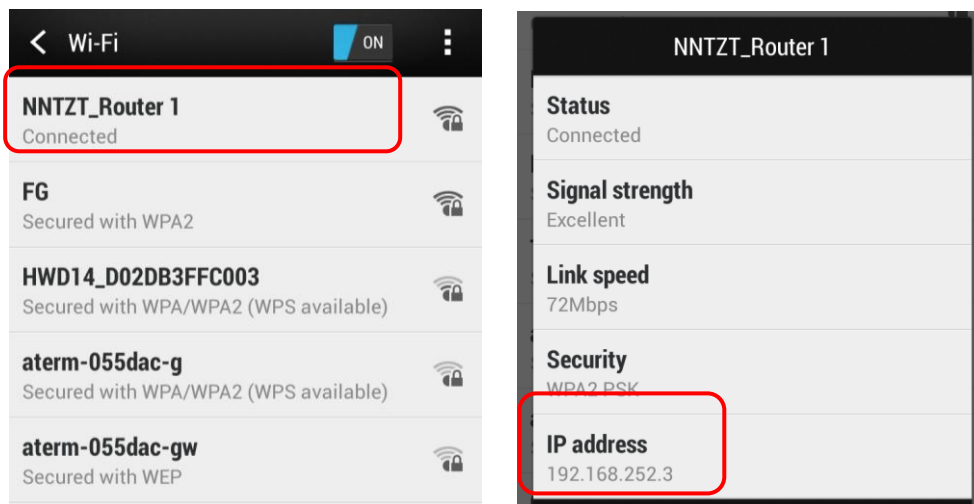 Wi-Fi
ON
NNTZT_Router 1
Connected
FG
Secured with WPA2
HWD14_D02DB3FFC003
Secured with WPA/WPA2 (WPS available)
aterm-055dac-g
Secured with WPA/WPA2 (WPS available)
aterm-055dac-gw
Secured with WEP
NNTZT_Router 1
Status
Connected
Signal strength
Excellent
Link speed
72Mbps
Security
WPA2 PSK
IP address
192.168.252.3